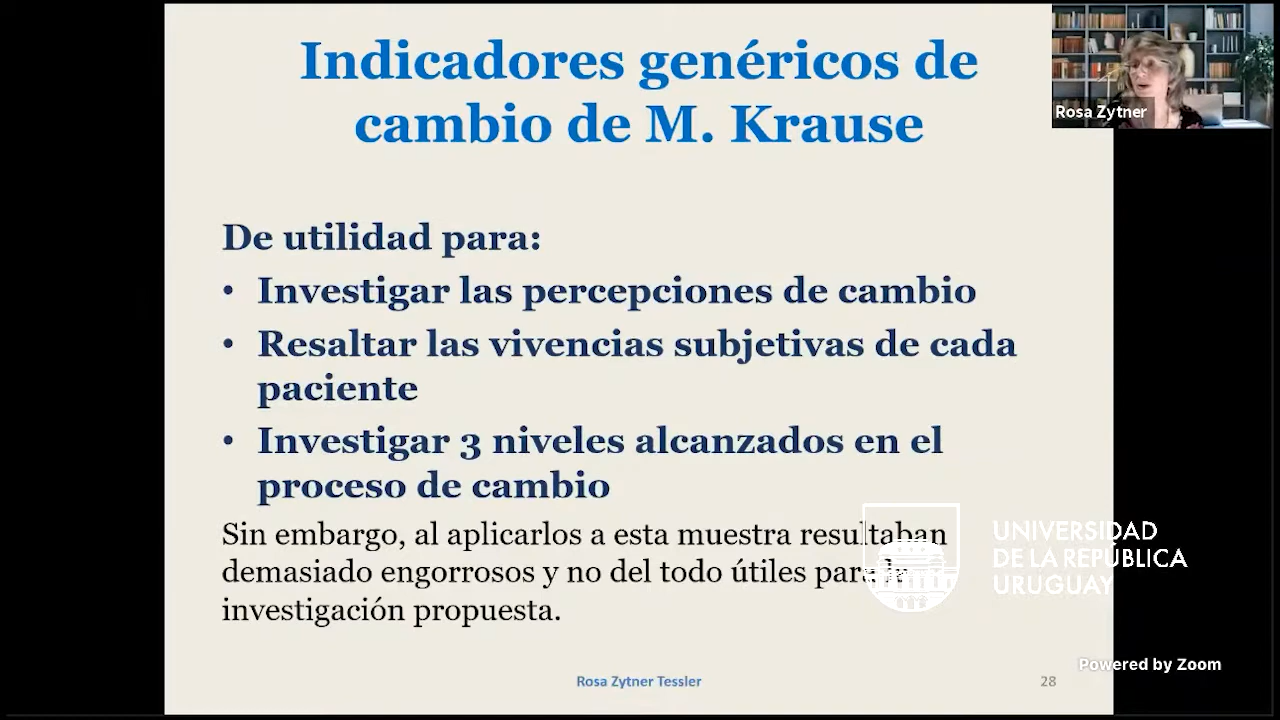 Indicadores genéricos de
cambio de M. Krause
Rosa Zytner
De utilidad para:
• Investigar las percepciones de cambio
• Resaltar las vivencias subjetivas de cada
paciente
• Investigar 3 niveles alcanzados en el
proceso de cambio
Sin embargo, al aplicarlos a esta muestra resultaban
demasiado engorrosos y no del todo útiles para la
investigación propuesta.
UNIVERSIDAD
DE LA REPÚBLICA
URUGUAY
Powered by Zoom
Rosa Zytner Tessler
28